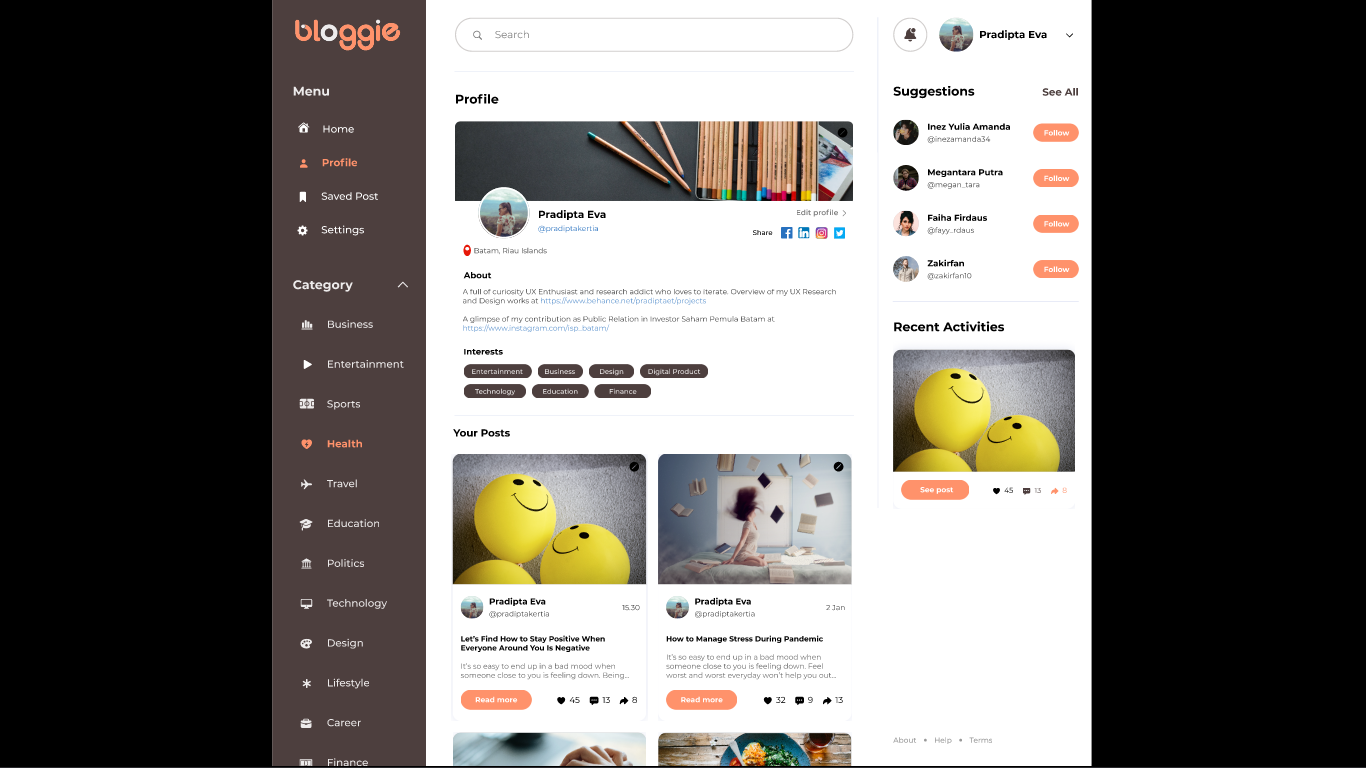 bloggie
Menu
Home
Profile
Saved Post
Settings
Category
Business
Entertainment
Sports
Health
Travel
Education
Politics
Technology
Design
Lifestyle
Career
Finance
Search
Profile
Pradipta Eva
@pradiptakertia
Edit profile
Share
Batam, Riau Islands
About
A full of curiosity UX Enthusiast and research addict who loves to iterate. Overview of my UX Research
and Design works at https://www.behance.net/pradiptaet/projects
A glimpse of my contribution as Public Relation in Investor Saham Pemula Batam at
https://www.instagram.com/isp_batam/
Interests
Entertainment Business Design Digital Product
Technology Education Finance
Your Posts
Pradipta Eva
@pradiptakertia
15.30
Let's Find How to Stay Positive When
Everyone Around You Is Negative
It's so easy to end up in a bad mood when
someone close to you is feeling down. Being...
Read more 45 13 8
Pradipta Eva
@pradiptakertia
2 Jan
How to Manage Stress During Pandemic
It's so easy to end up in a bad mood when
someone close to you is feeling down. Feel
worst and worst everyday won't help you out...
Read more 32 9 13
Pradipta Eva
Suggestions See All
Inez Yulia Amanda
@inezamanda34
Follow
Megantara Putra
@megan_tara
Follow
Faiha Firdaus
@fayy_rdaus
Follow
Zakirfan
@zakirfan10
Follow
Recent Activities
See post 45 13 8
About • Help • Terms